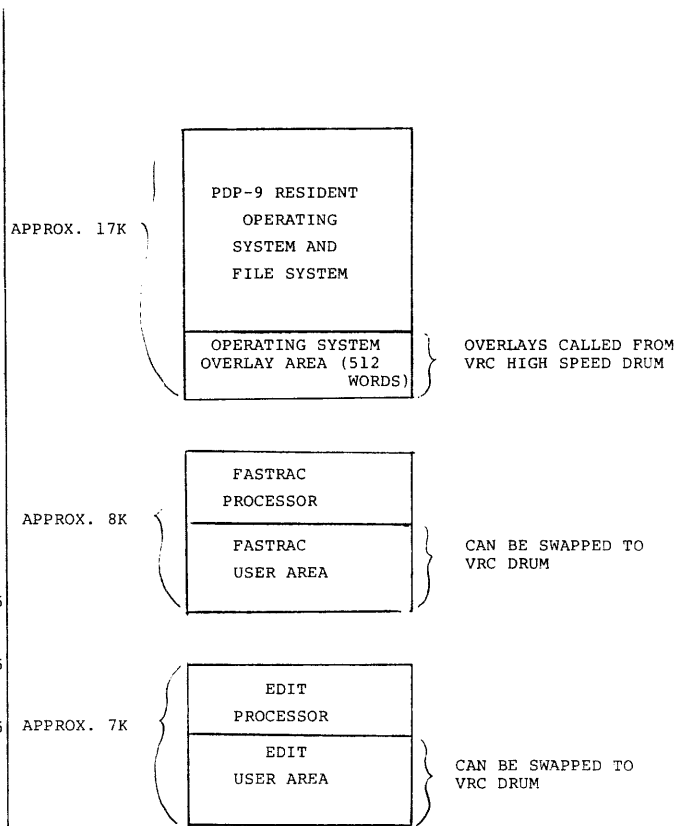 PDP-9 RESIDENT
OPERATING
SYSTEM AND
FILE SYSTEM
APPROX. 17K
OPERATING SYSTEM
OVERLAY AREA (512
WORDS)
OVERLAYS CALLED FROM
VRC HIGH SPEED DRUM
FASTRAC
PROCESSOR
APPROX. 8K
FASTRAC
USER AREA
CAN BE SWAPPED TO
VRC DRUM
EDIT
PROCESSOR
APPROX. 7K
EDIT
USER AREA
CAN BE SWAPPED TO
VRC DRUM